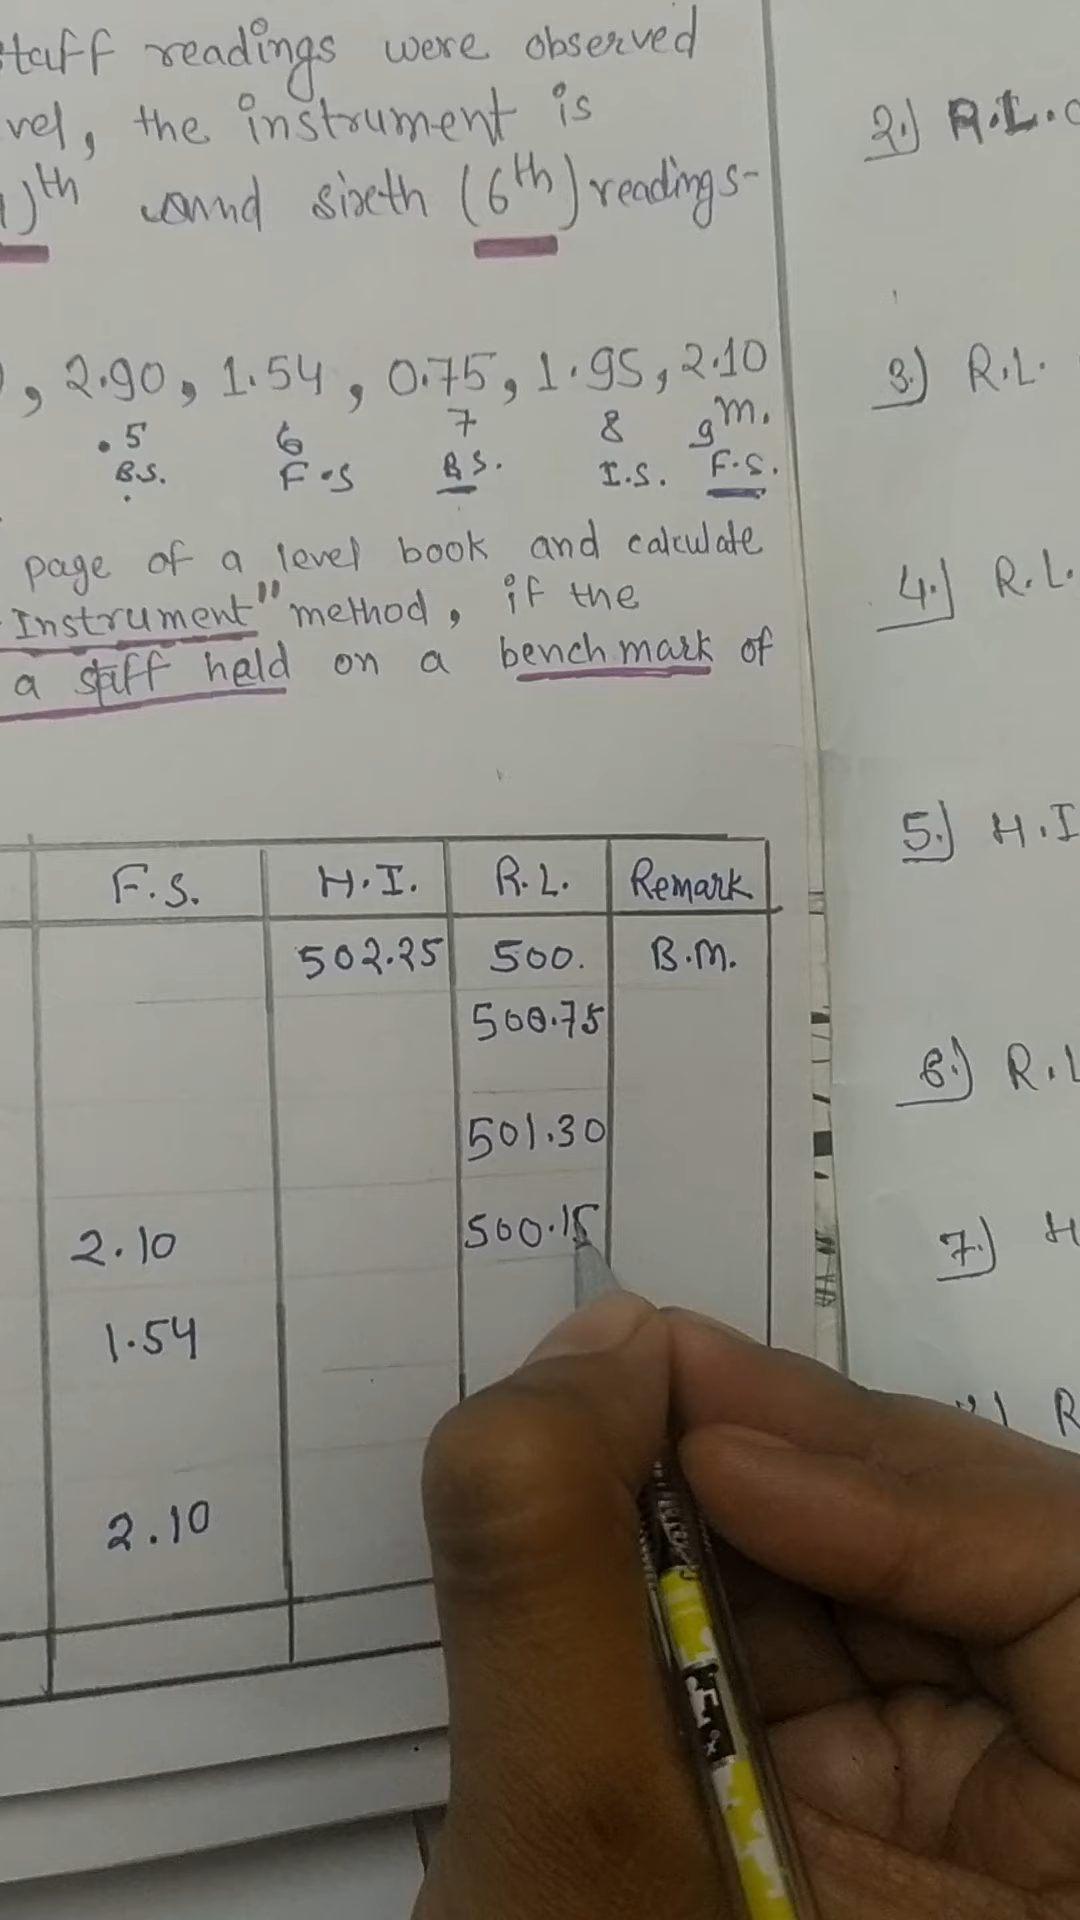 staff readings were observed
vel, the instrument is
)th and sixth (6th) readings-
, 2.90, 1.54, 0.75, 1.95, 2.10
m.
.5 6 7 8 9
B.S. F.S B.S. I.S. F.S.
page of a level book and calculate
Instrument" method, if the
a staff held on a bench mark of
F.S. H.I. R.L. Remark
502.25 500. B.M.
500.75
501.30
2.10 500.15
1.54
2.10
2.) R.L.
3.) R.L.
4.) R.L.
5.) H.I
6.) R.L
7.) H
R